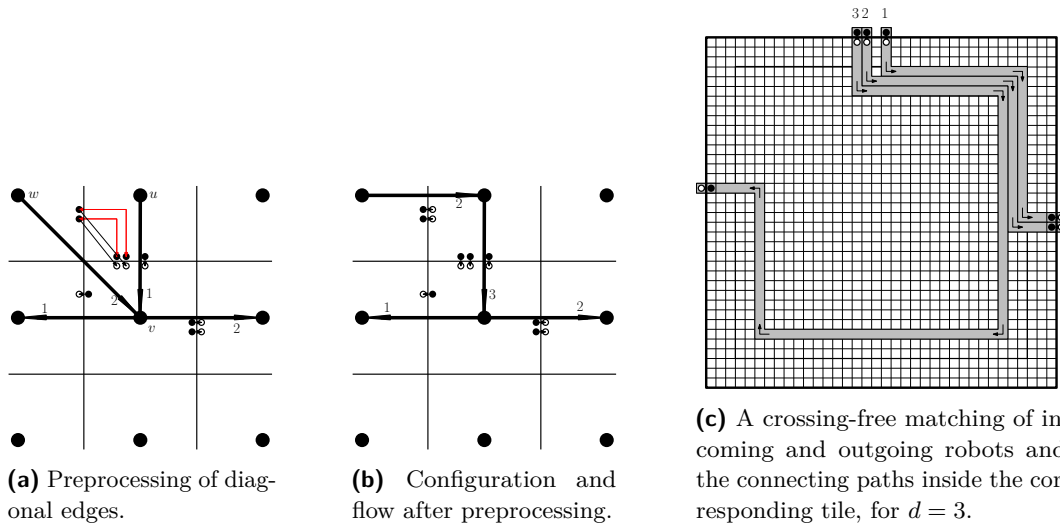 3 2 1
w
u
2
1
2
1
v
2
2
3
1
2
(a) Preprocessing of diag-
onal edges.
(b) Configuration and
flow after preprocessing.
(c) A crossing-free matching of in
coming and outgoing robots and
the connecting paths inside the cor
responding tile, for d = 3.